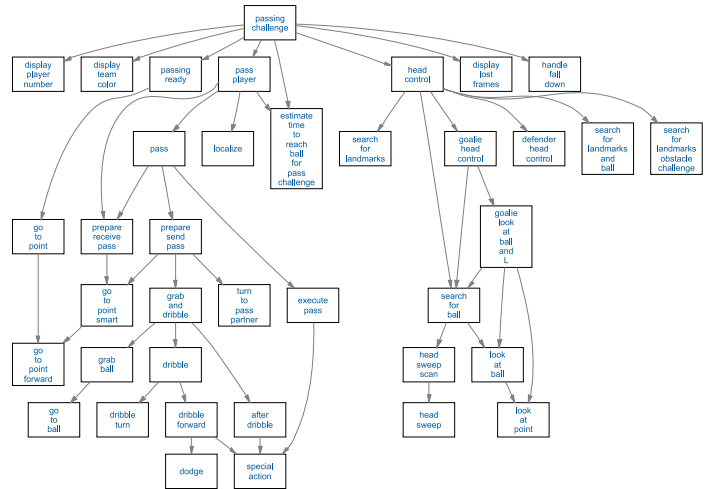 passing
challenge
display
player
number
display
team
color
passing
ready
pass
player
head
control
display
lost
frames
handle
fall
down
estimate
time
to
reach
ball
for
pass
challenge
pass
localize
search
for
landmarks
goalie
head
control
defender
head
control
search
for
landmarks
and
ball
search
for
landmarks
obstacle
challenge
go
to
point
prepare
receive
pass
prepare
send
pass
goalie
look
at
ball
and
L
go
to
point
smart
grab
and
dribble
turn
to
pass
partner
execute
pass
search
for
ball
go
to
point
forward
grab
ball
dribble
head
sweep
scan
look
at
ball
go
to
ball
dribble
turn
dribble
forward
after
dribble
head
sweep
look
at
point
dodge
special
action